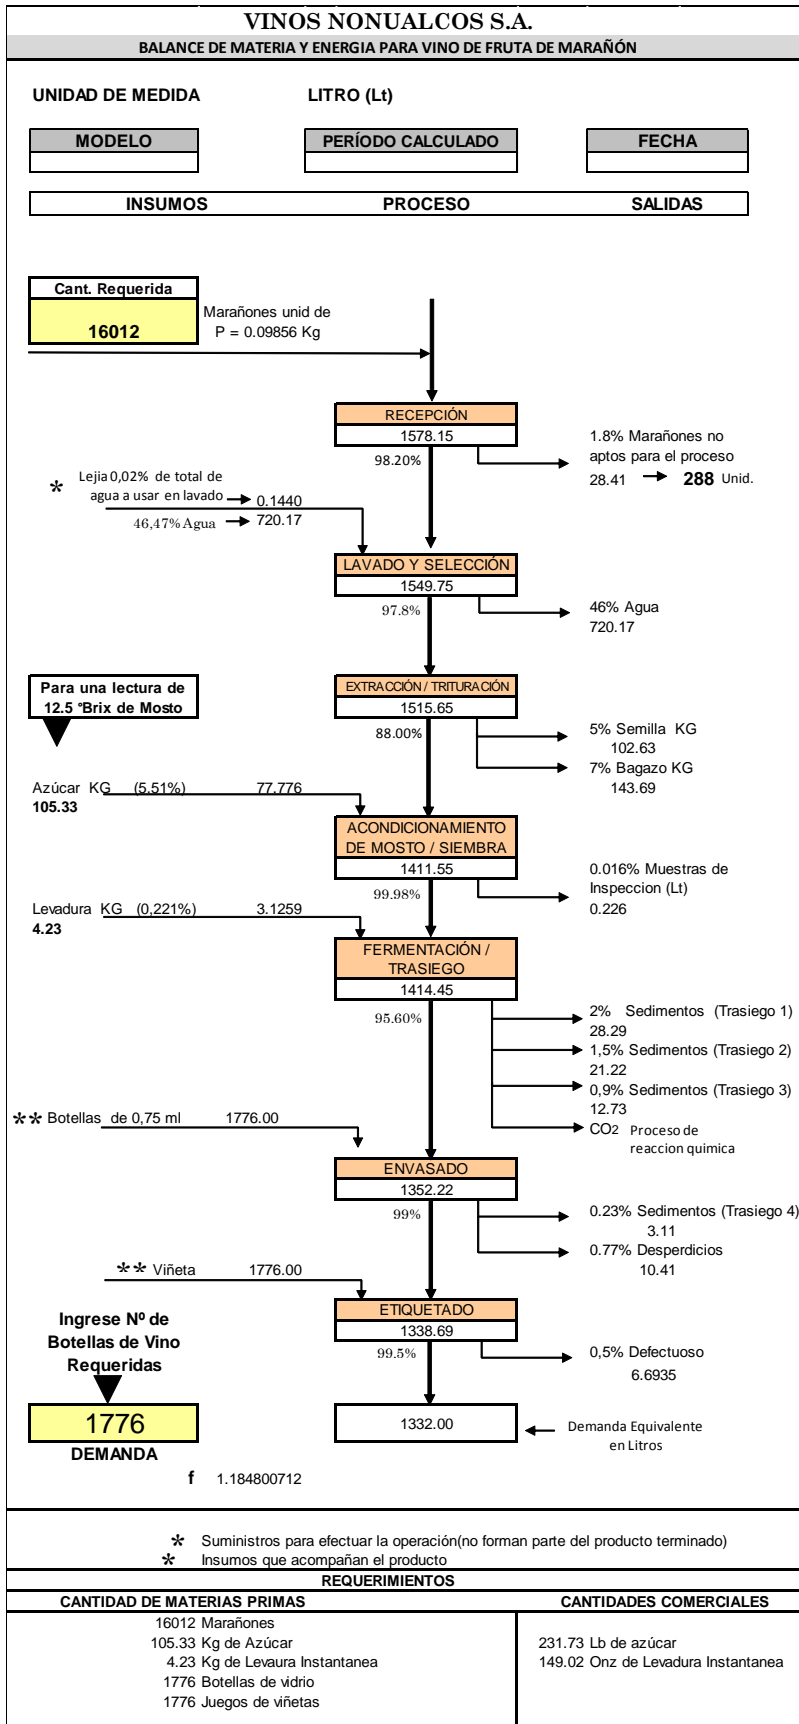 VINOS NONUALCOS S.A.
BALANCE DE MATERIA Y ENERGIA PARA VINO DE FRUTA DE MARAÑÓN
UNIDAD DE MEDIDA LITRO (Lt)
MODELO PERÍODO CALCULADO FECHA
INSUMOS PROCESO SALIDAS
Cant. Requerida
16012
Marañones unid de
P = 0.09856 Kg
RECEPCIÓN
1578.15
98.20%
1.8% Marañones no
aptos para el proceso
28.41 288 Unid.
* Lejia 0,02% de total de
agua a usar en lavado 0.1440
46,47% Agua 720.17
LAVADO Y SELECCIÓN
1549.75
97.8%
46% Agua
720.17
Para una lectura de
12.5 °Brix de Mosto
EXTRACCIÓN / TRITURACIÓN
1515.65
88.00%
5% Semilla KG
102.63
7% Bagazo KG
143.69
Azúcar KG (5.51%) 77.776
105.33
ACONDICIONAMIENTO
DE MOSTO / SIEMBRA
1411.55
99.98%
0.016% Muestras de
Inspeccion (Lt)
0.226
Levadura KG (0,221%) 3.1259
4.23
FERMENTACIÓN /
TRASIEGO
1414.45
95.60%
2% Sedimentos (Trasiego 1)
28.29
1,5% Sedimentos (Trasiego 2)
21.22
0,9% Sedimentos (Trasiego 3)
12.73
CO2 Proceso de
reaccion quimica
** Botellas de 0,75 ml 1776.00
ENVASADO
1352.22
99%
0.23% Sedimentos (Trasiego 4)
3.11
0.77% Desperdicios
10.41
** Viñeta 1776.00
ETIQUETADO
1338.69
99.5%
0,5% Defectuoso
6.6935
Ingrese Nº de
Botellas de Vino
Requeridas
1776
DEMANDA
1332.00
Demanda Equivalente
en Litros
f 1.184800712
* Suministros para efectuar la operación(no forman parte del producto terminado)
* Insumos que acompañan el producto
REQUERIMIENTOS
CANTIDAD DE MATERIAS PRIMAS CANTIDADES COMERCIALES
16012 Marañones
105.33 Kg de Azúcar 231.73 Lb de azúcar
4.23 Kg de Levaura Instantanea 149.02 Onz de Levadura Instantanea
1776 Botellas de vidrio
1776 Juegos de viñetas